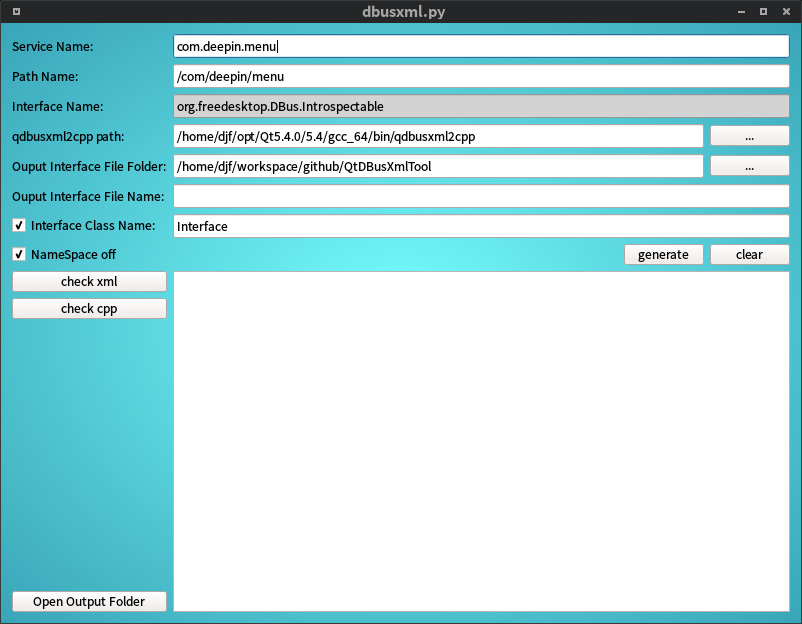 dbusxml.py
Service Name: com.deepin.menu
Path Name: /com/deepin/menu
Interface Name: org.freedesktop.DBus.Introspectable
qdbusxml2cpp path: /home/djf/opt/Qt5.4.0/5.4/gcc_64/bin/qdbusxml2cpp ...
Ouput Interface File Folder: /home/djf/workspace/github/QtDBusXmlTool ...
Ouput Interface File Name:
Interface Class Name: Interface
NameSpace off generate clear
check xml
check cpp
Open Output Folder